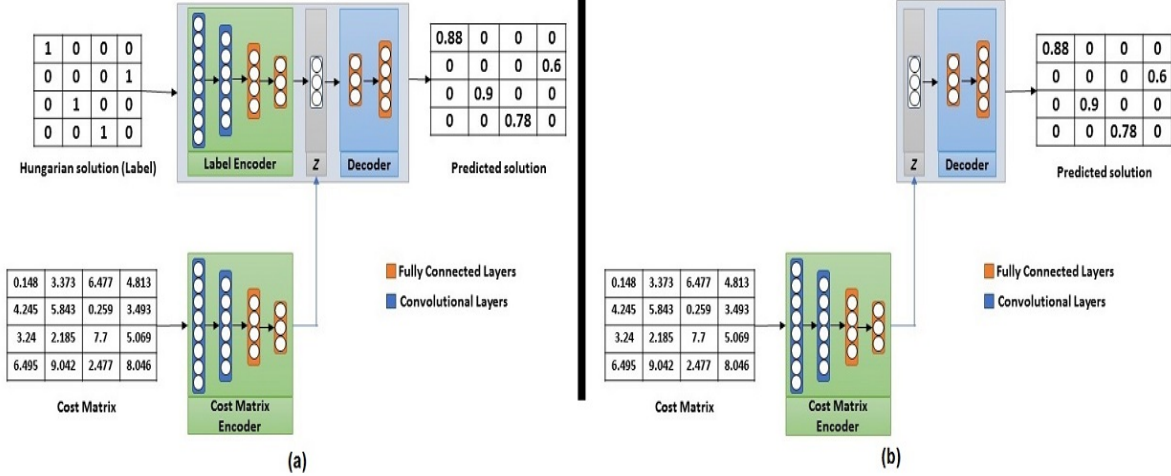 1 0 0 0
0 0 0 1
0 1 0 0
0 0 1 0
Hungarian solution (Label)
Label Encoder
Z
Decoder
0.88 0 0 0
0 0 0 0.6
0 0.9 0 0
0 0 0.78 0
Predicted solution
0.148 3.373 6.477 4.813
4.245 5.843 0.259 3.493
3.24 2.185 7.7 5.069
6.495 9.042 2.477 8.046
Cost Matrix
Cost Matrix
Encoder
Fully Connected Layers
Convolutional Layers
(a)
Z
Decoder
0.88 0 0 0
0 0 0 0.6
0 0.9 0 0
0 0 0.78 0
Predicted solution
0.148 3.373 6.477 4.813
4.245 5.843 0.259 3.493
3.24 2.185 7.7 5.069
6.495 9.042 2.477 8.046
Cost Matrix
Cost Matrix
Encoder
Fully Connected Layers
Convolutional Layers
(b)